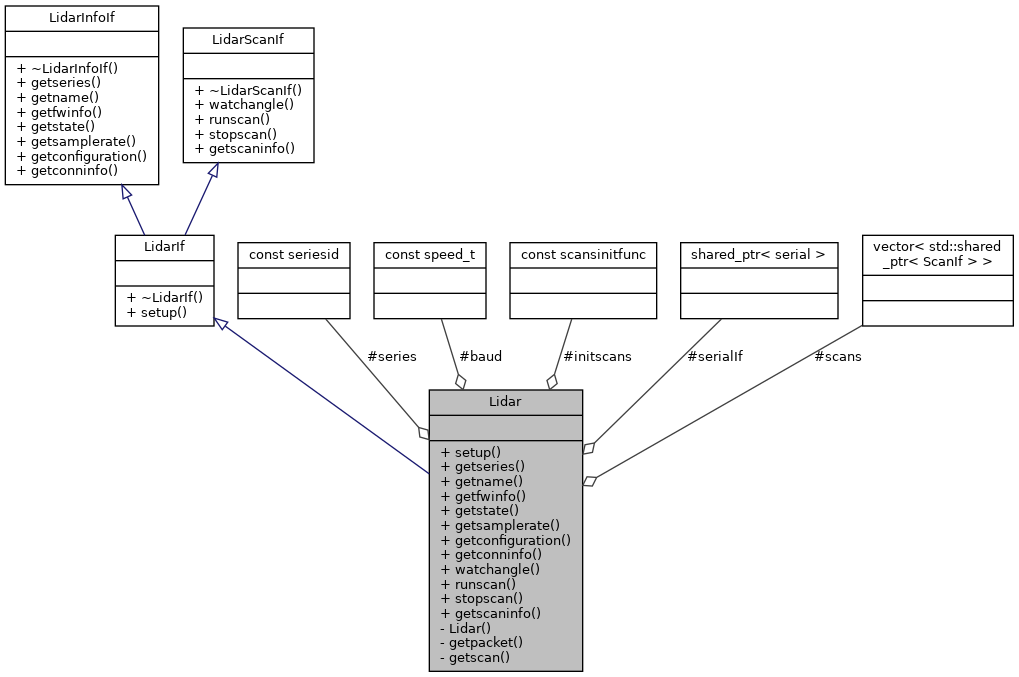 LidarInfoIf
+ ~LidarInfoIf()
+ getseries()
+ getname()
+ getfwinfo()
+ getstate()
+ getsamplerate()
+ getconfiguration()
+ getconninfo()
LidarScanIf
+ ~LidarScanIf()
+ watchangle()
+ runscan()
+ stopscan()
+ getscaninfo()
LidarIf
+ ~LidarIf()
+ setup()
const seriesid
const speed_t
const scansinitfunc
shared_ptr< serial >
vector< std::shared
_ptr< ScanIf > >
#series
#baud
#initscans
#serialIf
#scans
Lidar
+ setup()
+ getseries()
+ getname()
+ getfwinfo()
+ getstate()
+ getsamplerate()
+ getconfiguration()
+ getconninfo()
+ watchangle()
+ runscan()
+ stopscan()
+ getscaninfo()
- Lidar()
- getpacket()
- getscan()